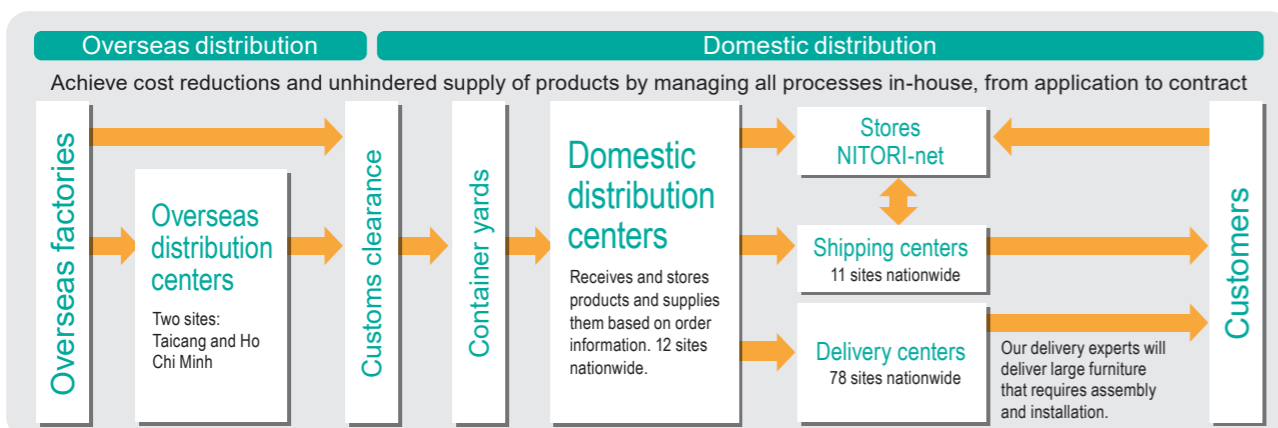 Overseas distribution
Domestic distribution
Achieve cost reductions and unhindered supply of products by managing all processes in-house, from application to contract
Overseas factories
Overseas
distribution
centers
Two sites:
Taicang and Ho
Chi Minh
Customs clearance
Container yards
Domestic
distribution
centers
Receives and stores
products and supplies
them based on order
information. 12 sites
nationwide.
Stores
NITORI-net
Shipping centers
11 sites nationwide
Delivery centers
78 sites nationwide
Our delivery experts will
deliver large furniture
that requires assembly
and installation.
Customers